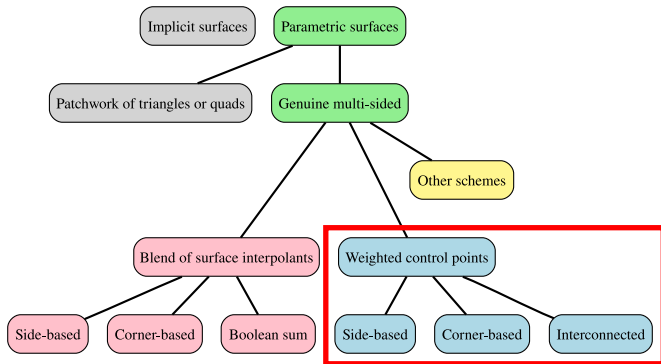 Implicit surfaces
Parametric surfaces
Patchwork of triangles or quads
Genuine multi-sided
Other schemes
Blend of surface interpolants
Weighted control points
Side-based
Corner-based
Boolean sum
Side-based
Corner-based
Interconnected